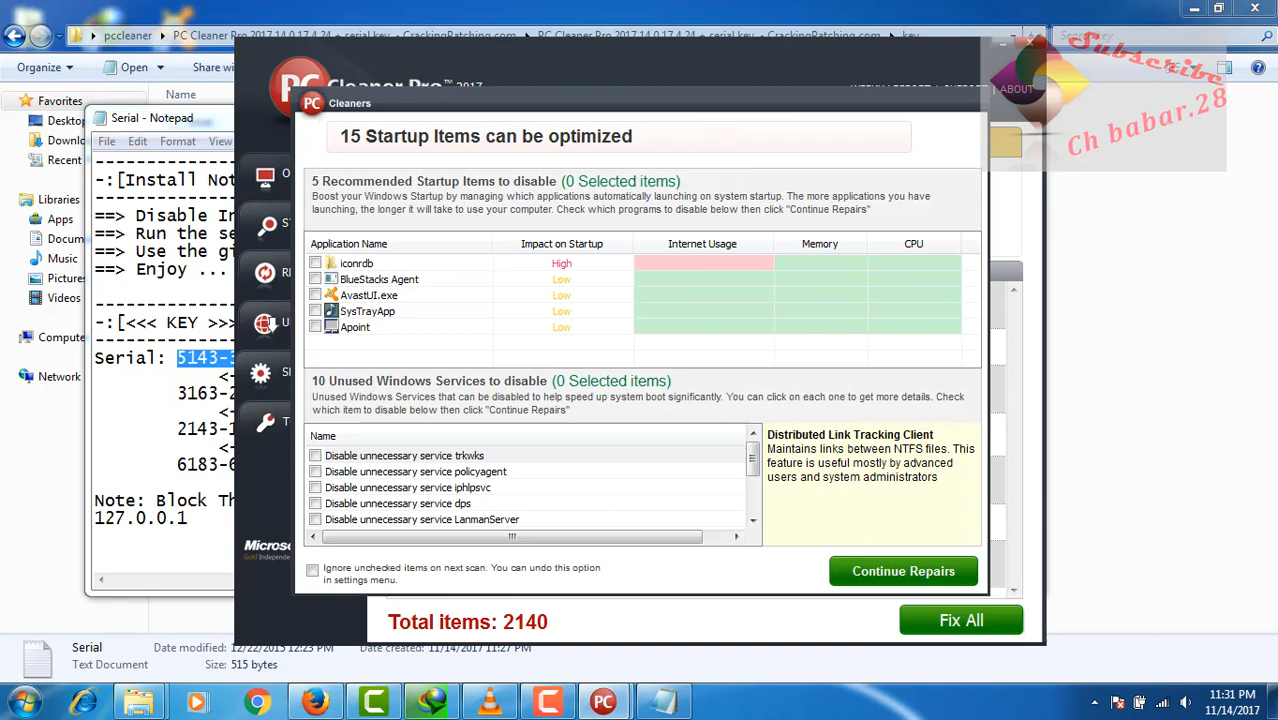 pccleaner
PC Cleaner Pro 2017 14.0.17.4.24 + serial key - CrackingPatching.com
key
Organize
Open
Share wi
Favorites
Name
Deskto
Downlo
Recent
Libraries
Apps
Docum
Music
Pictures
Videos
Compute
Network
Serial - Notepad
File Edit Format View
-:[Install Not
==> Disable In
==> Run the se
==> Use the gi
==> Enjoy ...
-:[<<< KEY >>>
Serial: 5143-3
<-
3163-2
<-
2143-1
<-
6183-6
Note: Block Th
127.0.0.1
Cleaner Pro™ 2017
ABOUT
Subscribe
Ch babar.28
PC Cleaners
15 Startup Items can be optimized
5 Recommended Startup Items to disable (0 Selected items)
Boost your Windows Startup by managing which applications automatically launching on system startup. The more applications you have
launching, the longer it will take to use your computer. Check which programs to disable below then click "Continue Repairs"
Application Name Impact on Startup Internet Usage Memory CPU
iconrdb High
BlueStacks Agent Low
AvastUI.exe Low
SysTrayApp Low
Apoint Low
10 Unused Windows Services to disable (0 Selected items)
Unused Windows Services that can be disabled to help speed up system boot significantly. You can click on each one to get more details. Check
which item to disable below then click "Continue Repairs"
Name
Disable unnecessary service trkwks
Disable unnecessary service policyagent
Disable unnecessary service iphlpsvc
Disable unnecessary service dps
Disable unnecessary service LanmanServer
Distributed Link Tracking Client
Maintains links between NTFS files. This
feature is useful mostly by advanced
users and system administrators
Ignore unchecked items on next scan. You can undo this option
in settings menu.
Continue Repairs
Microso
Gold Independe
Total items: 2140
Fix All
Serial Date modified: 12/22/2015 12:23 PM Date created: 11/14/2017 11:27 PM
Text Document Size: 515 bytes
PC
11:31 PM
11/14/2017